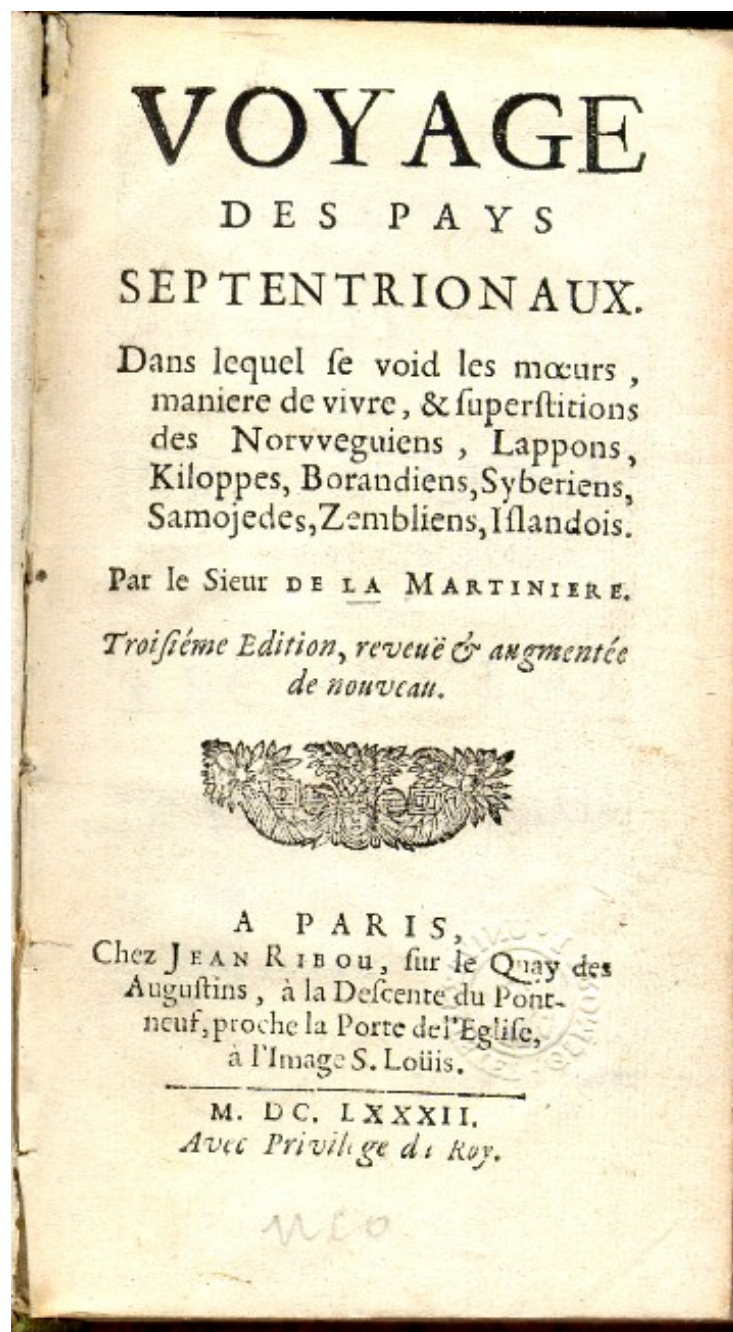 VOYAGE
DES PAYS
SEPTENTRIONAUX.
Dans lequel ſe void les mœurs,
maniere de vivre, & ſuperſtitions
des Norvveguiens, Lappons,
Kiloppes, Borandiens, Syberiens,
Samojedes, Zembliens, Iſlandois.
Par le Sieur DE LA MARTINIERE.
Troiſiéme Edition, reveuë & augmentée
de nouveau.
A PARIS,
Chez JEAN RIBOU, ſur le Quay des
Auguſtins, à la Deſcente du Pont-
neuf, proche la Porte de l'Egliſe,
à l'Image S. Loüis.
M. DC. LXXXII.
Avec Privilege du Roy.